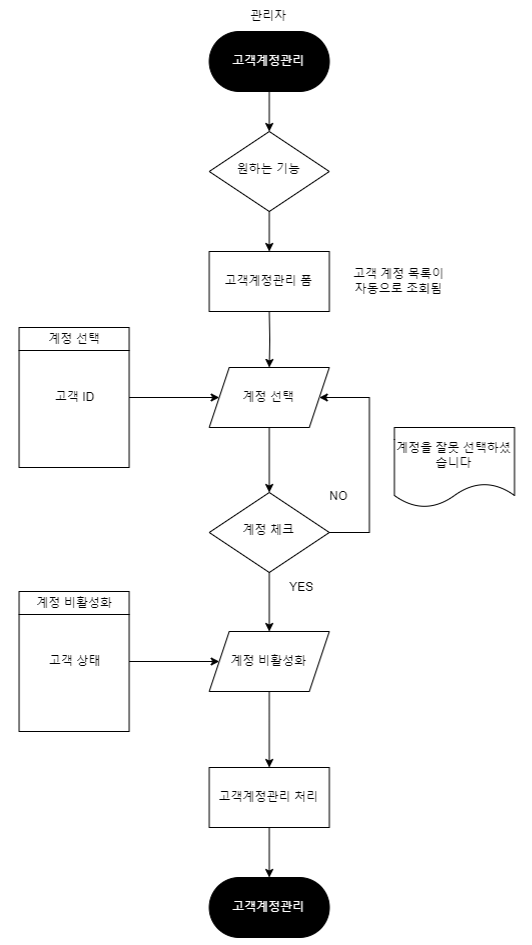 관리자
고객계정관리
원하는 기능
고객계정관리 폼
고객 계정 목록이
자동으로 조회됨
계정 선택
고객 ID
계정 선택
계정을 잘못 선택하셨
습니다
NO
계정 체크
YES
계정 비활성화
고객 상태
계정 비활성화
고객계정관리 처리
고객계정관리